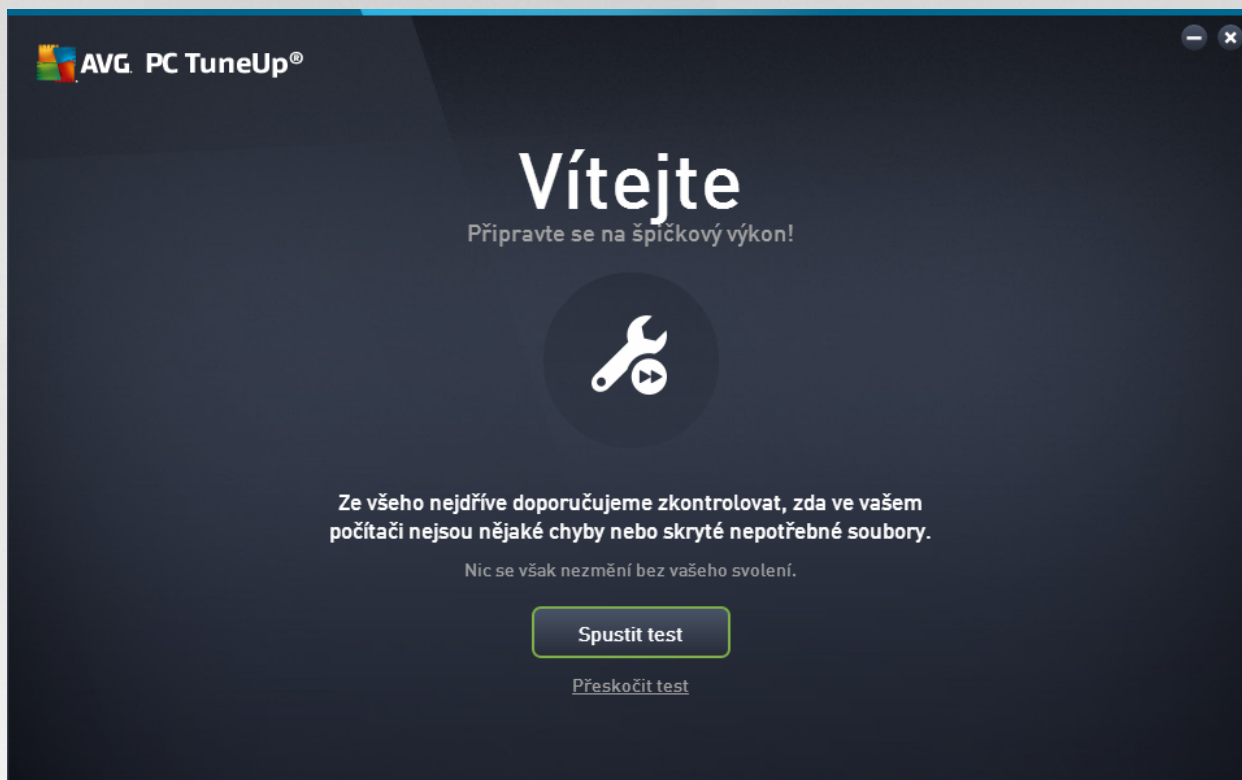 AVG. PC TuneUp®
Vítejte
Připravte se na špičkový výkon!
Ze všeho nejdříve doporučujeme zkontrolovat, zda ve vašem
počítači nejsou nějaké chyby nebo skryté nepotřebné soubory.
Nic se však nezmění bez vašeho svolení.
Spustit test
Přeskočit test